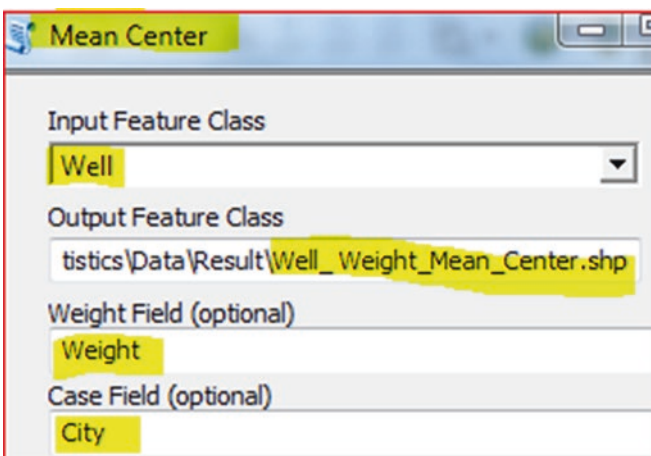 Mean Center
Input Feature Class
Well
Output Feature Class
tistics\Data\Result\Well_ Weight_Mean_Center.shp
Weight Field (optional)
Weight
Case Field (optional)
City